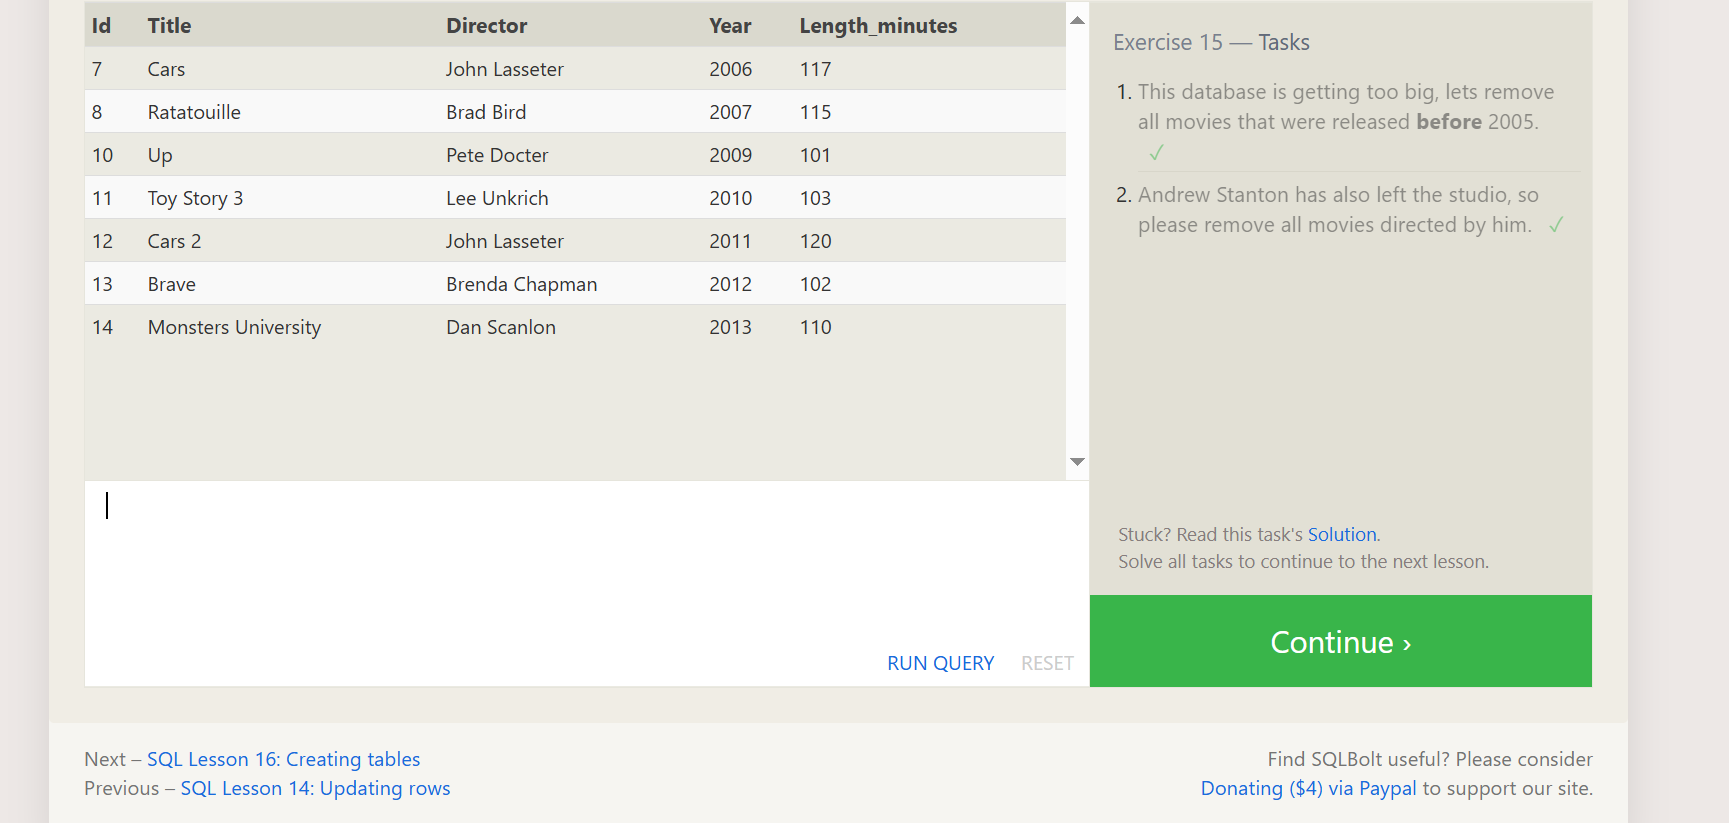 Id Title Director Year Length_minutes
7 Cars John Lasseter 2006 117
8 Ratatouille Brad Bird 2007 115
10 Up Pete Docter 2009 101
11 Toy Story 3 Lee Unkrich 2010 103
12 Cars 2 John Lasseter 2011 120
13 Brave Brenda Chapman 2012 102
14 Monsters University Dan Scanlon 2013 110
RUN QUERY RESET
Exercise 15 — Tasks
1. This database is getting too big, lets remove
all movies that were released before 2005.
✓
2. Andrew Stanton has also left the studio, so
please remove all movies directed by him. ✓
Stuck? Read this task's Solution.
Solve all tasks to continue to the next lesson.
Continue ›
Next – SQL Lesson 16: Creating tables
Previous – SQL Lesson 14: Updating rows
Find SQLBolt useful? Please consider
Donating ($4) via Paypal to support our site.